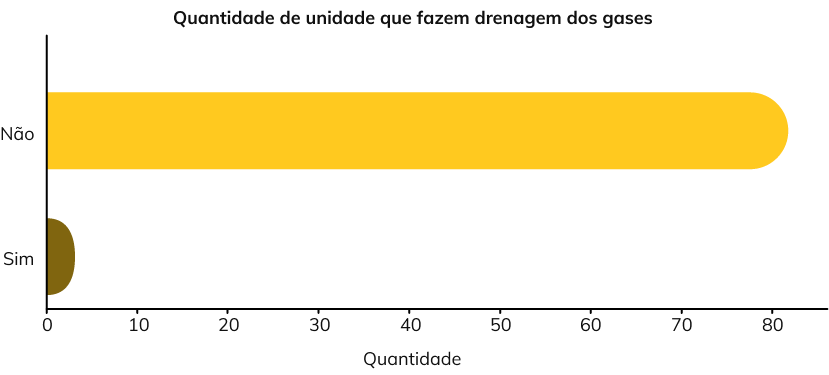 Quantidade de unidade que fazem drenagem dos gases
Não
Sim
0 10 20 30 40 50 60 70 80
Quantidade